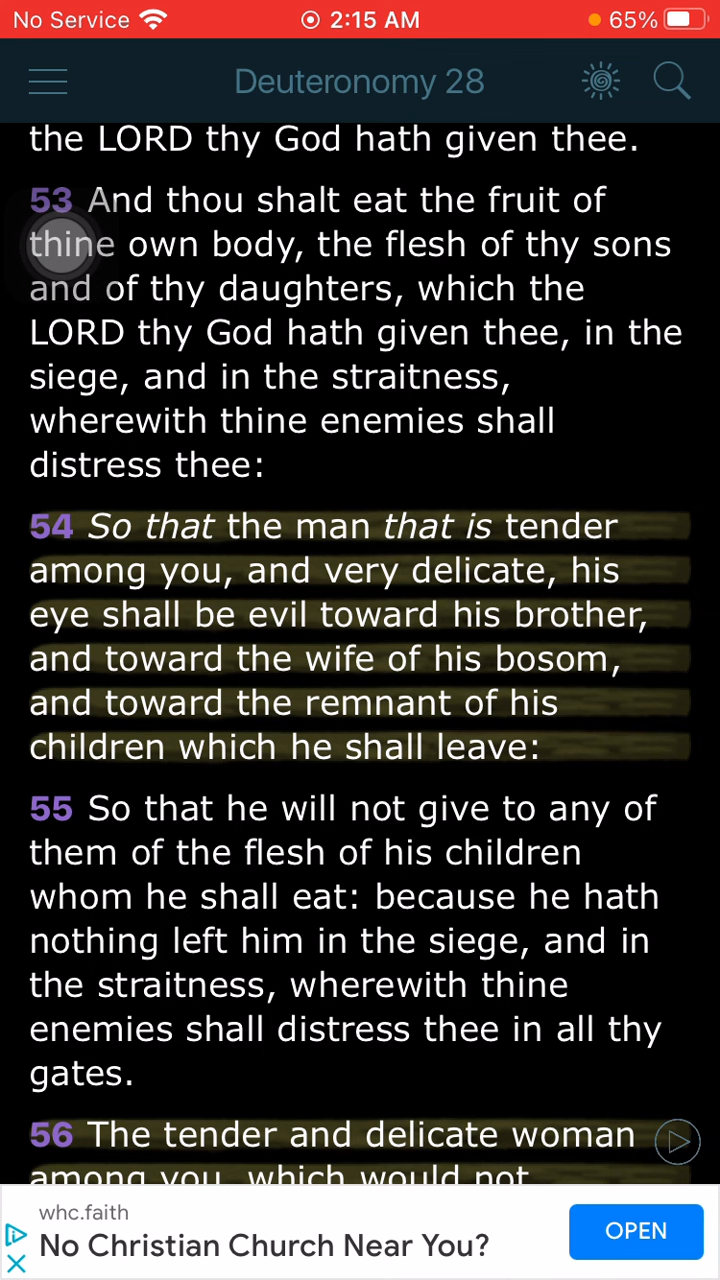 No Service 2:15 AM 65%
Deuteronomy 28
the LORD thy God hath given thee.
53 And thou shalt eat the fruit of
thine own body, the flesh of thy sons
and of thy daughters, which the
LORD thy God hath given thee, in the
siege, and in the straitness,
wherewith thine enemies shall
distress thee:
54 So that the man that is tender
among you, and very delicate, his
eye shall be evil toward his brother,
and toward the wife of his bosom,
and toward the remnant of his
children which he shall leave:
55 So that he will not give to any of
them of the flesh of his children
whom he shall eat: because he hath
nothing left him in the siege, and in
the straitness, wherewith thine
enemies shall distress thee in all thy
gates.
56 The tender and delicate woman
among you, which would not
whc.faith
No Christian Church Near You?
OPEN